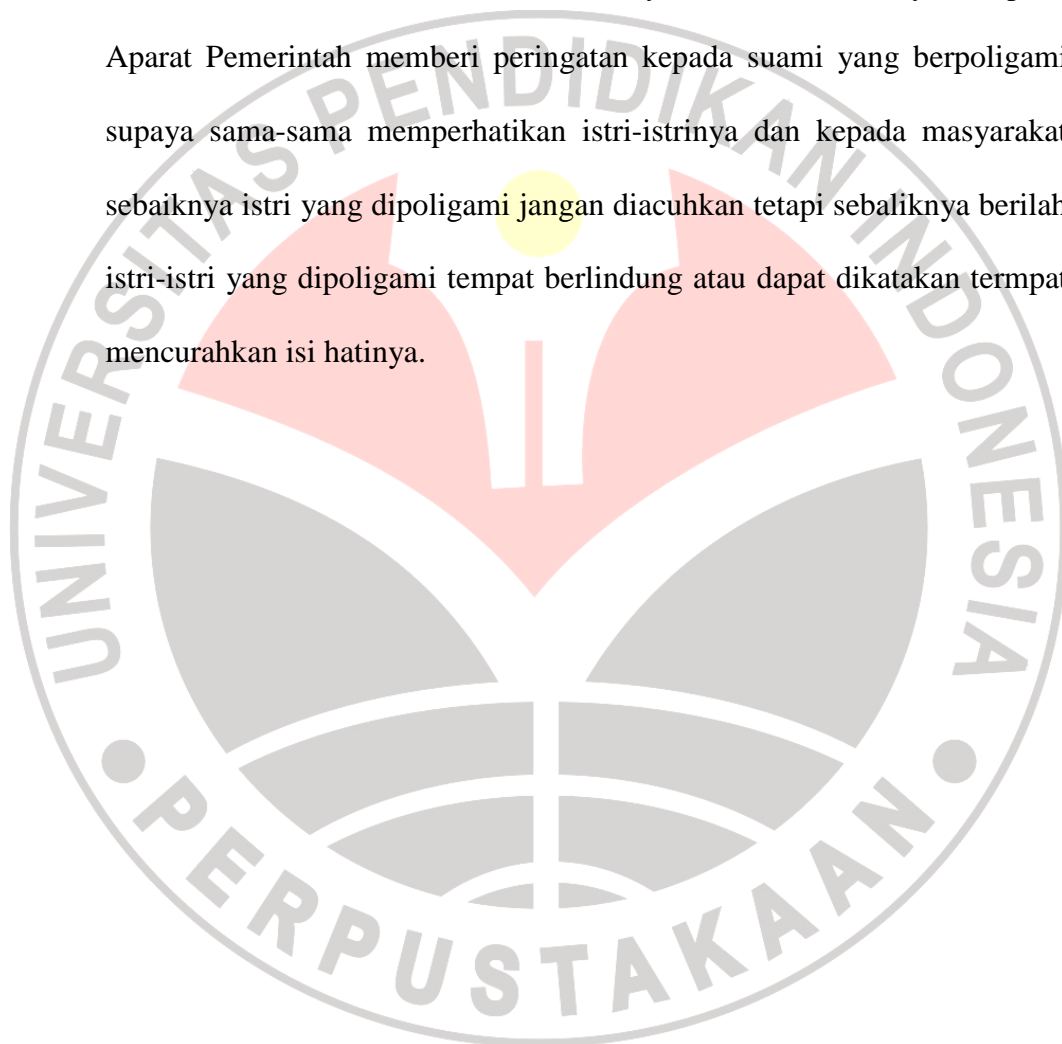 Aparat Pemerintah memberi peringatan kepada suami yang berpoligami
supaya sama-sama memperhatikan istri-istrinya dan kepada masyarakat
sebaiknya istri yang dipoligami jangan diacuhkan tetapi sebaliknya berilah
istri-istri yang dipoligami tempat berlindung atau dapat dikatakan termpat
mencurahkan isi hatinya.
UNIVERSITAS PENDIDIKAN INDONESIA
PERPUSTAKAAN